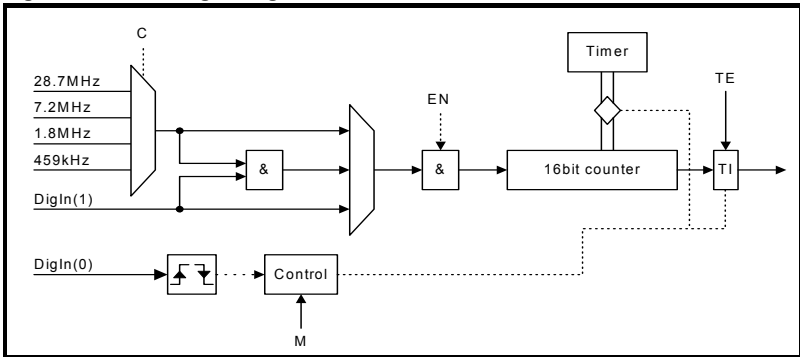 C
28.7MHz
7.2MHz
1.8MHz
459kHz
DigIn(1)
&
EN
&
Timer
16bit counter
TE
TI
DigIn(0)
Control
M